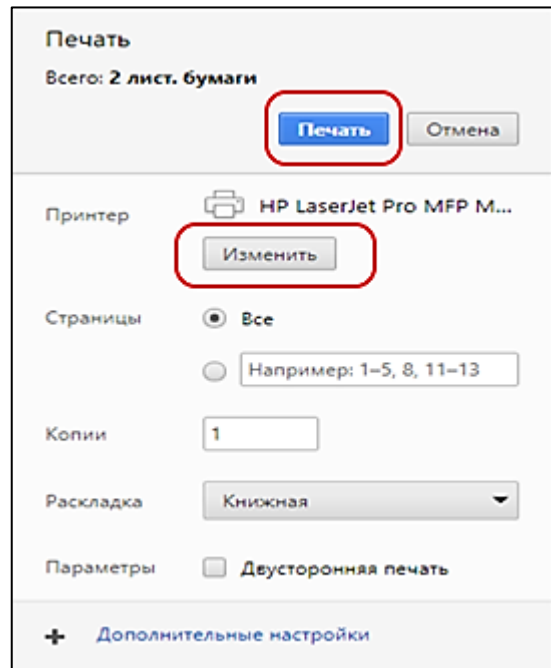 Печать
Всего: 2 лист. бумаги
Печать Отмена
Принтер HP LaserJet Pro MFP M...
Изменить
Страницы Все
Например: 1–5, 8, 11–13
Копии 1
Раскладка Книжная
Параметры Двусторонняя печать
+ Дополнительные настройки